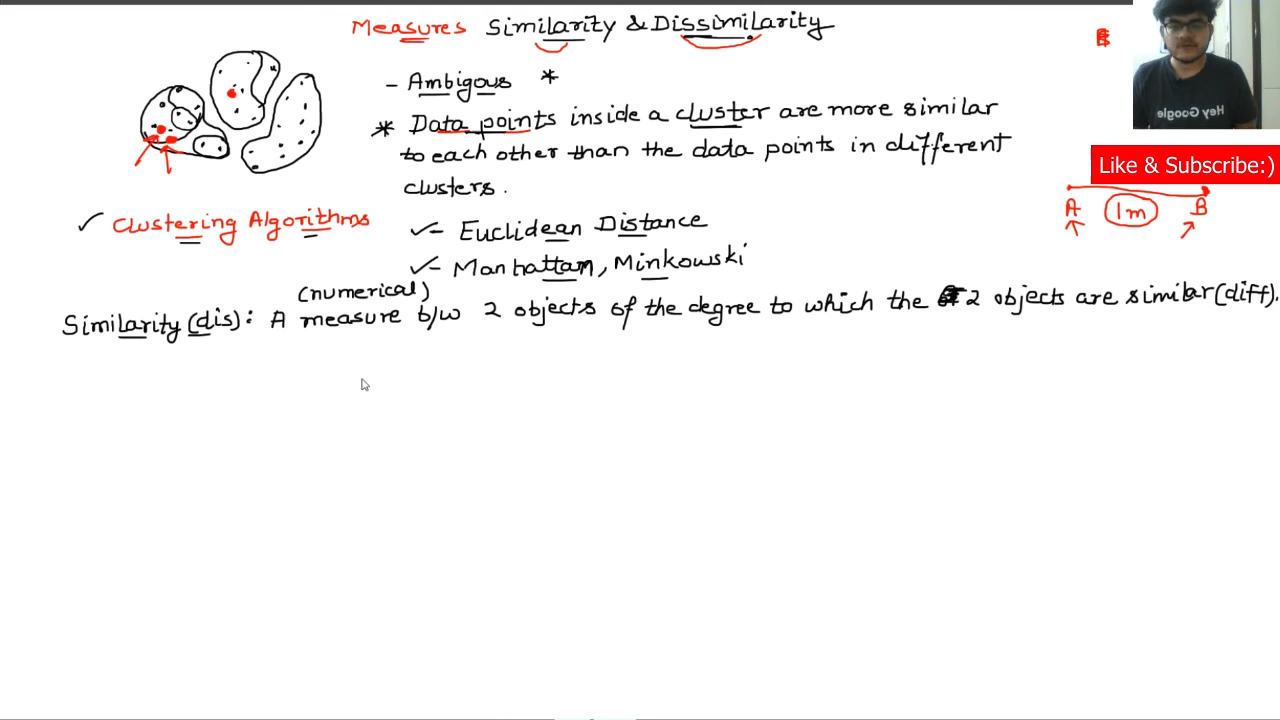 Measures Similarity & Dissimilarity
- Ambigous *
* Data points inside a cluster are more similar
to each other than the data points in different
clusters.
Hey Google
Like & Subscribe:)
A 1m B
✓ Clustering Algorithms
✓- Euclidean Distance
✓- Manhattan, Minkowski
(numerical)
Similarity (dis): A measure b/w 2 objects of the degree to which the 2 objects are similar (diff).